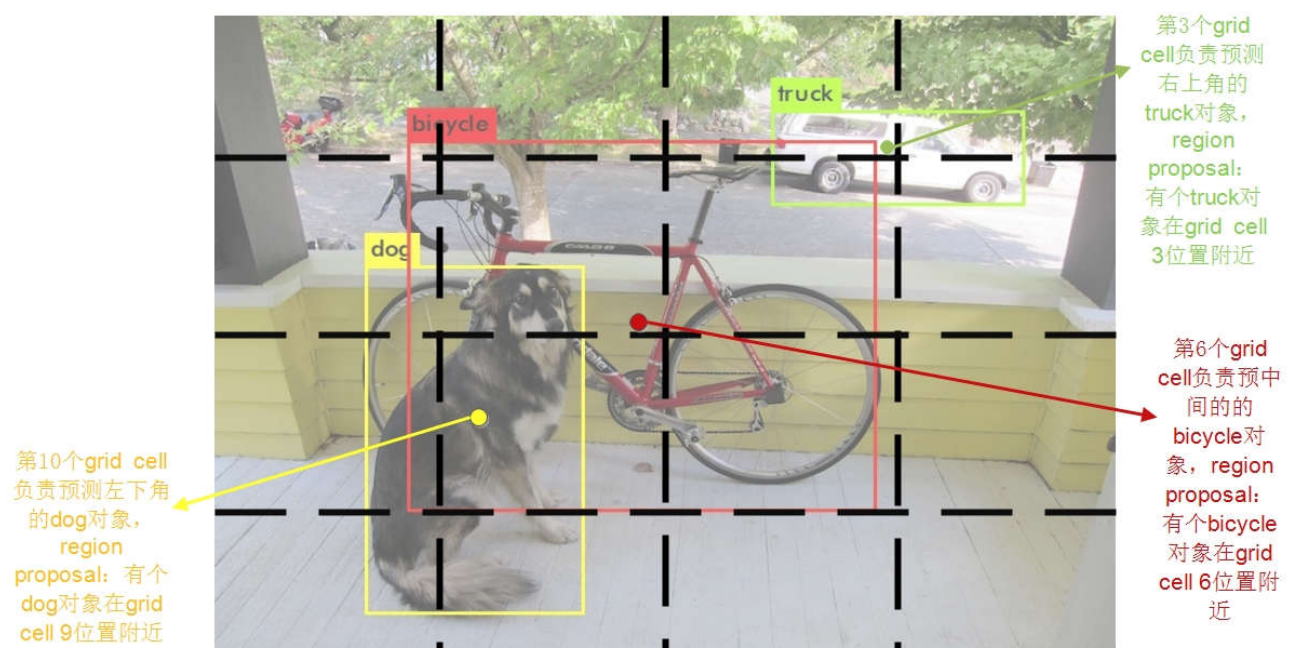 第3个grid
cell负责预测
右上角的
truck对象，
region
proposal：
有个truck对
象在grid cell
3位置附近
truck
bicycle
dog
第6个grid
cell负责预中
间的的
bicycle对
象，region
proposal：
有个bicycle
对象在grid
cell 6位置附
近
第10个grid cell
负责预测左下角
的dog对象，
region
proposal：有个
dog对象在grid
cell 9位置附近